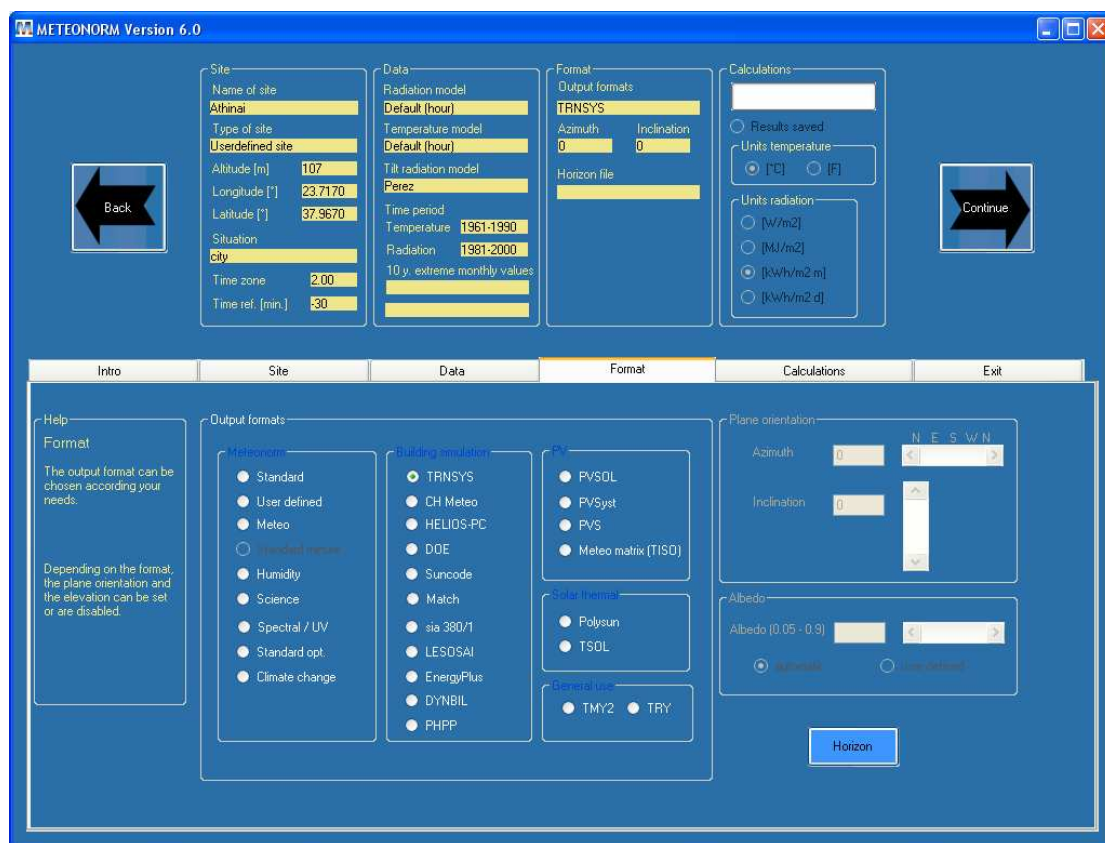 METEONORM Version 6.0
Back
Site
Name of site
Athinai
Type of site
Userdefined site
Altitude [m] 107
Longitude [°] 23.7170
Latitude [°] 37.9670
Situation
city
Time zone 2.00
Time ref. [min.] -30
Data
Radiation model
Default (hour)
Temperature model
Default (hour)
Tilt radiation model
Perez
Time period
Temperature 1961-1990
Radiation 1981-2000
10 y. extreme monthly values
Format
Output formats
TRNSYS
Azimuth Inclination
0 0
Horizon file
Calculations
Results saved
Units temperature
[°C] [F]
Units radiation
[W/m2]
[MJ/m2]
[kWh/m2 m]
[kWh/m2 d]
Continue
Intro Site Data Format Calculations Exit
Help
Format
The output format can be
chosen according your
needs.
Depending on the format,
the plane orientation and
the elevation can be set
or are disabled.
Output formats
Meteonorm
Standard
User defined
Meteo
Standard minute
Humidity
Science
Spectral / UV
Standard opt.
Climate change
Building simulation
TRNSYS
CH Meteo
HELIOS-PC
DOE
Suncode
Match
sia 380/1
LESOSAI
EnergyPlus
DYNBIL
PHPP
PV
PVSOL
PVSyst
PVS
Meteo matrix (TISO)
Solar thermal
Polysun
TSOL
General use
TMY2 TRY
Plane orientation
N E S W N
Azimuth 0
Inclination 0
Albedo
Albedo (0.05 - 0.9)
automatic user defined
Horizon